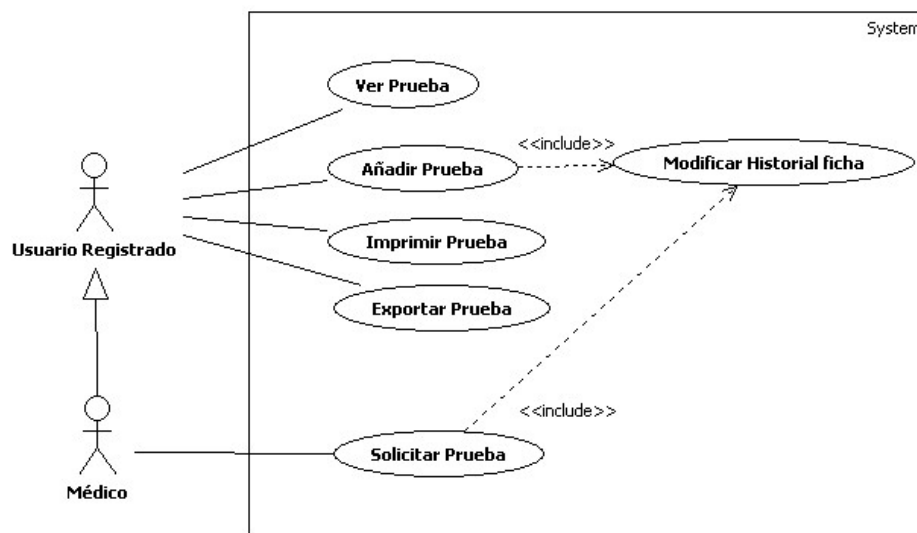 System
Ver Prueba
<<include>>
Añadir Prueba
Modificar Historial ficha
Imprimir Prueba
Usuario Registrado
Exportar Prueba
<<include>>
Solicitar Prueba
Médico